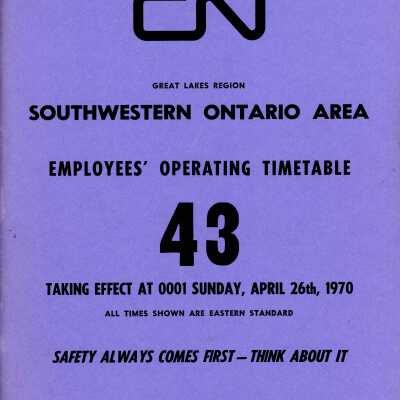 CN
GREAT LAKES REGION
SOUTHWESTERN ONTARIO AREA
EMPLOYEES' OPERATING TIMETABLE
43
TAKING EFFECT AT 0001 SUNDAY, APRIL 26th, 1970
ALL TIMES SHOWN ARE EASTERN STANDARD
SAFETY ALWAYS COMES FIRST — THINK ABOUT IT